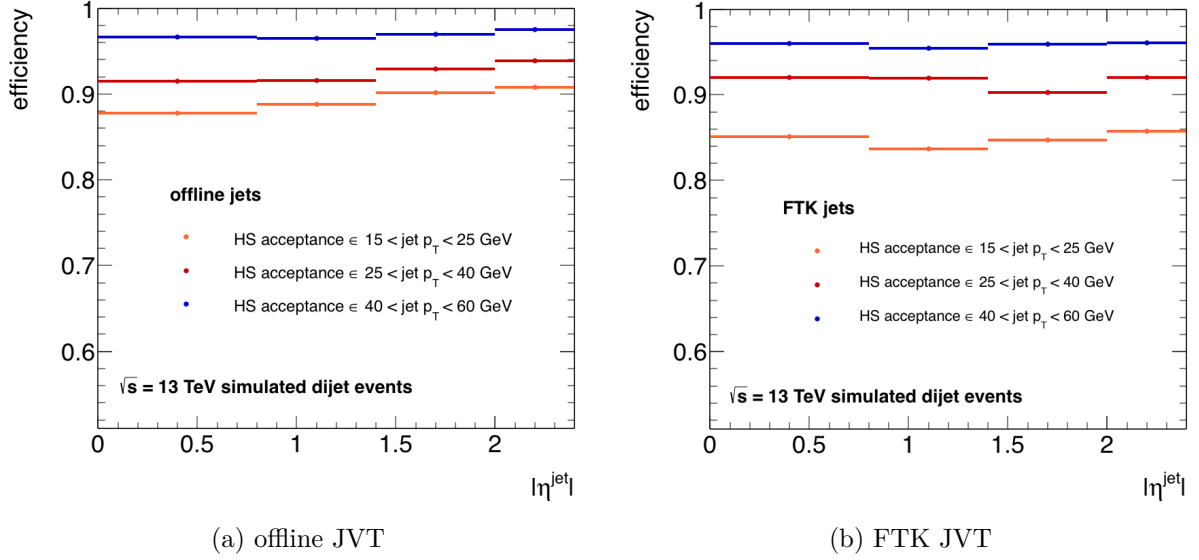 efficiency
1
0.9
0.8
0.7
0.6
offline jets
HS acceptance ∈ 15 < jet p_T < 25 GeV
HS acceptance ∈ 25 < jet p_T < 40 GeV
HS acceptance ∈ 40 < jet p_T < 60 GeV
√s = 13 TeV simulated dijet events
0 0.5 1 1.5 2
|η^jet|
(a) offline JVT
efficiency
1
0.9
0.8
0.7
0.6
FTK jets
HS acceptance ∈ 15 < jet p_T < 25 GeV
HS acceptance ∈ 25 < jet p_T < 40 GeV
HS acceptance ∈ 40 < jet p_T < 60 GeV
√s = 13 TeV simulated dijet events
0 0.5 1 1.5 2
|η^jet|
(b) FTK JVT